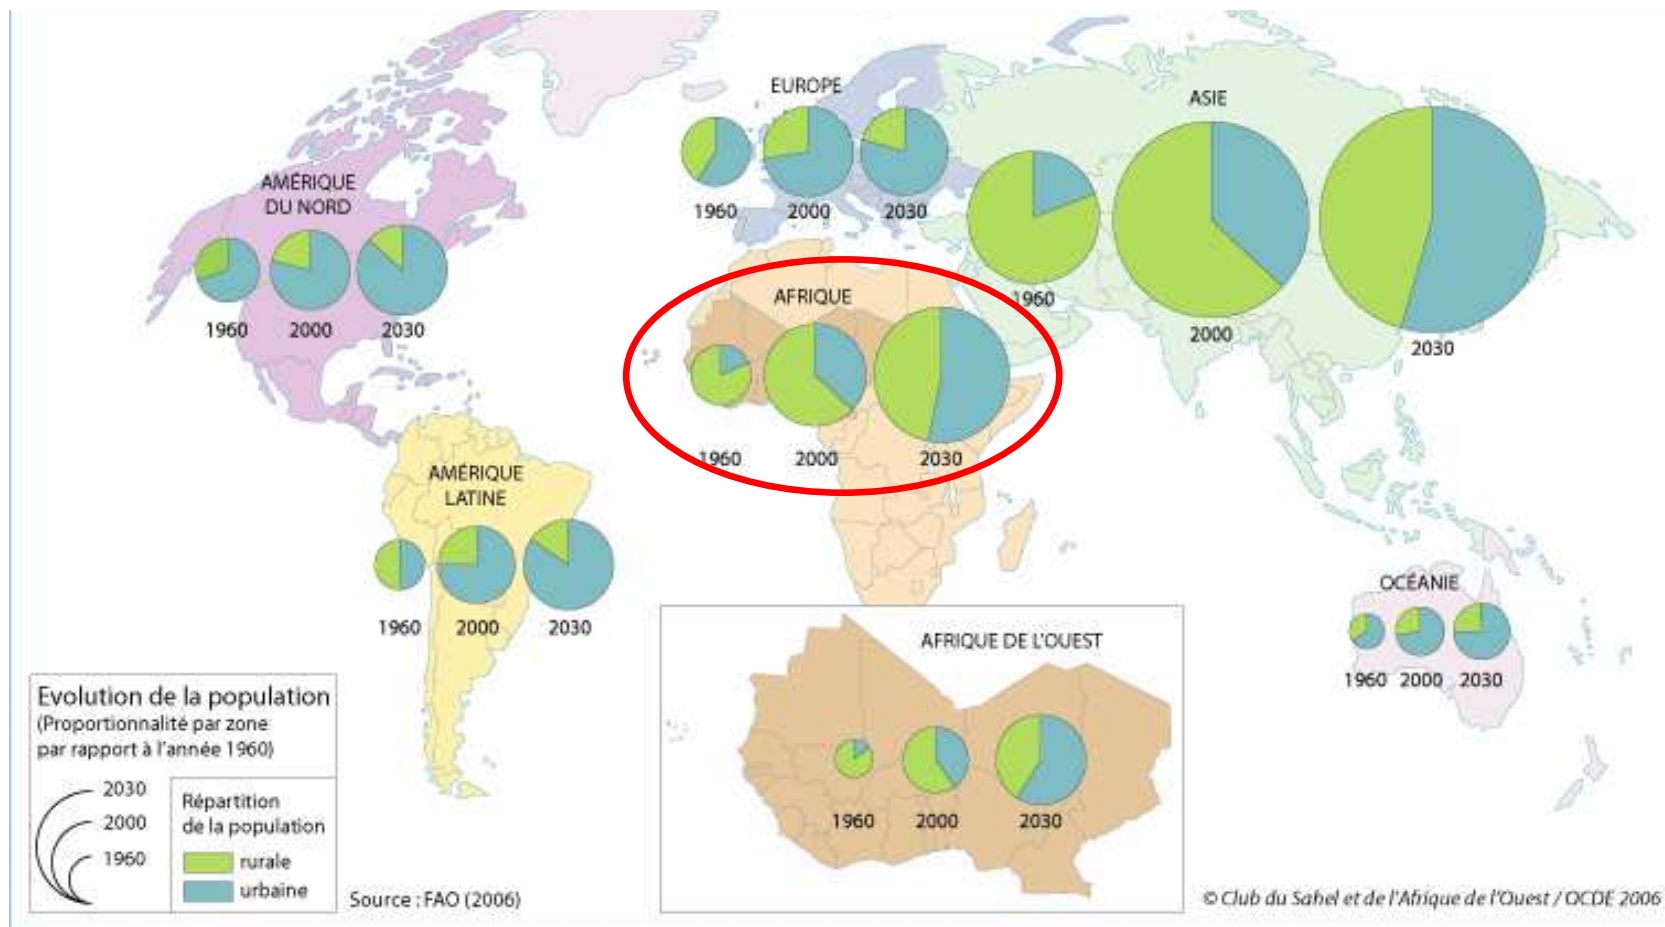 EUROPE
1960
2000
2030
ASIE
1960
2000
2030
AMÉRIQUE
DU NORD
1960
2000
2030
AFRIQUE
1960
2000
2030
AMÉRIQUE
LATINE
1960
2000
2030
OCÉANIE
1960
2000
2030
AFRIQUE DE L'OUEST
1960
2000
2030
Evolution de la population
(Proportionnalité par zone
par rapport à l'année 1960)
2030
2000
1960
Répartition
de la population
rurale
urbaine
Source : FAO (2006)
© Club du Sahel et de l'Afrique de l'Ouest / OCDE 2006